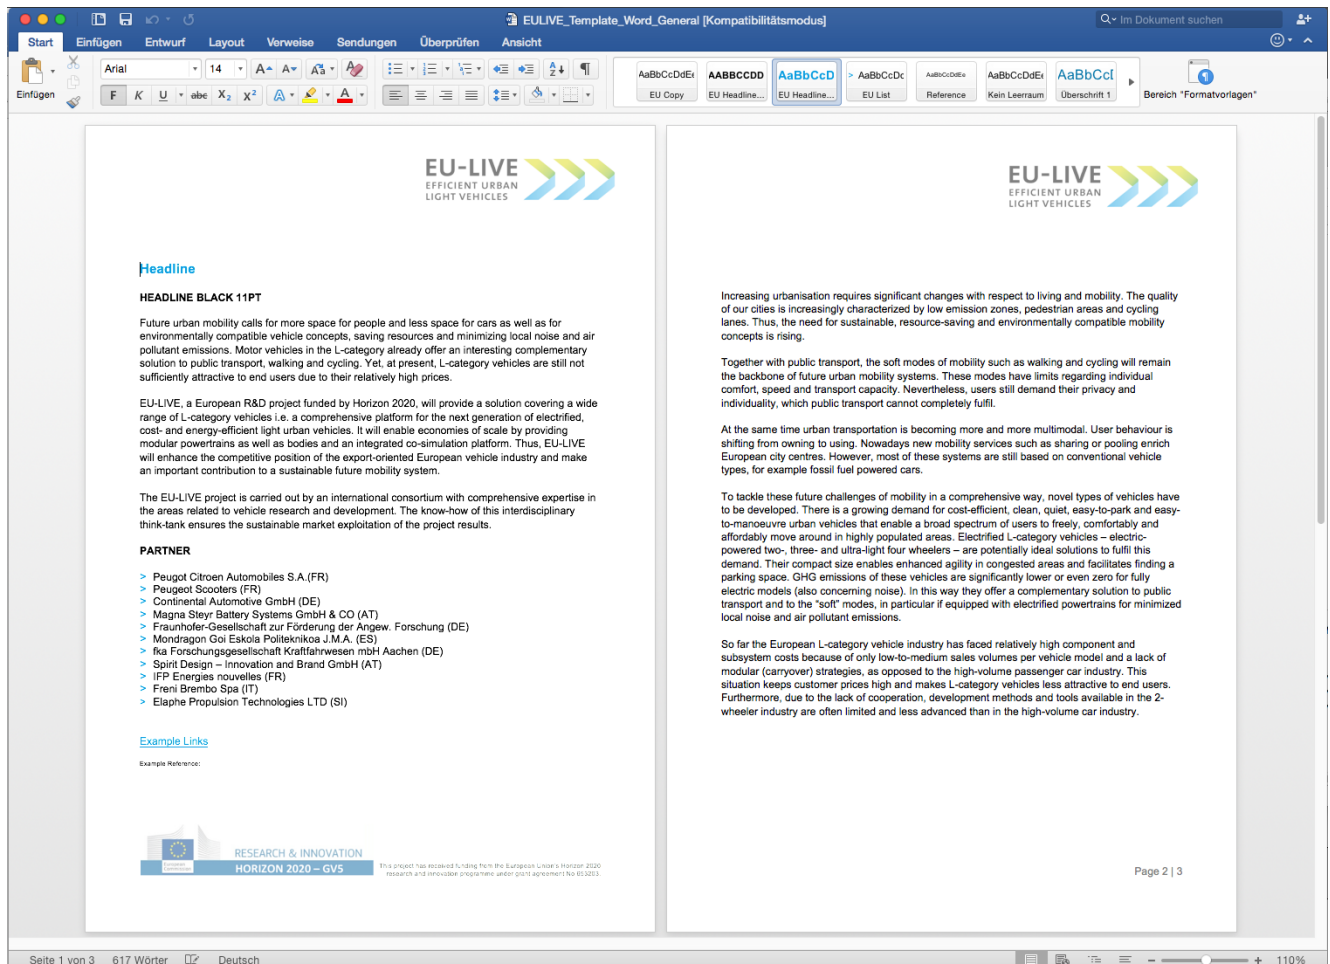 EULIVE_Template_Word_General [Kompatibilitätsmodus]
Im Dokument suchen
Start Einfügen Entwurf Layout Verweise Sendungen Überprüfen Ansicht
Einfügen
Arial 14
F K U abc X₂ X²
AaBbCcDdEe AABBCCDD AaBbCcD > AaBbCcDc AaBbCcDdEe AaBbCcDdEe AaBbCcI
EU Copy EU Headline... EU Headline... EU List Reference Kein Leerraum Überschrift 1
Bereich "Formatvorlagen"
EU-LIVE
EFFICIENT URBAN
LIGHT VEHICLES
Headline
HEADLINE BLACK 11PT
Future urban mobility calls for more space for people and less space for cars as well as for
environmentally compatible vehicle concepts, saving resources and minimizing local noise and air
pollutant emissions. Motor vehicles in the L-category already offer an interesting complementary
solution to public transport, walking and cycling. Yet, at present, L-category vehicles are still not
sufficiently attractive to end users due to their relatively high prices.
EU-LIVE, a European R&D project funded by Horizon 2020, will provide a solution covering a wide
range of L-category vehicles i.e. a comprehensive platform for the next generation of electrified,
cost- and energy-efficient light urban vehicles. It will enable economies of scale by providing
modular powertrains as well as bodies and an integrated co-simulation platform. Thus, EU-LIVE
will enhance the competitive position of the export-oriented European vehicle industry and make
an important contribution to a sustainable future mobility system.
The EU-LIVE project is carried out by an international consortium with comprehensive expertise in
the areas related to vehicle research and development. The know-how of this interdisciplinary
think-tank ensures the sustainable market exploitation of the project results.
PARTNER
> Peugot Citroen Automobiles S.A.(FR)
> Peugeot Scooters (FR)
> Continental Automotive GmbH (DE)
> Magna Steyr Battery Systems GmbH & CO (AT)
> Fraunhofer-Gesellschaft zur Förderung der Angew. Forschung (DE)
> Mondragon Goi Eskola Politeknikoa J.M.A. (ES)
> fka Forschungsgesellschaft Kraftfahrwesen mbH Aachen (DE)
> Spirit Design – Innovation and Brand GmbH (AT)
> IFP Energies nouvelles (FR)
> Freni Brembo Spa (IT)
> Elaphe Propulsion Technologies LTD (SI)
Example Links
Example Reference:
European
Commission
RESEARCH & INNOVATION
HORIZON 2020 – GV5
This project has received funding from the European Union's Horizon 2020
research and innovation programme under grant agreement No 653203.
EU-LIVE
EFFICIENT URBAN
LIGHT VEHICLES
Increasing urbanisation requires significant changes with respect to living and mobility. The quality
of our cities is increasingly characterized by low emission zones, pedestrian areas and cycling
lanes. Thus, the need for sustainable, resource-saving and environmentally compatible mobility
concepts is rising.
Together with public transport, the soft modes of mobility such as walking and cycling will remain
the backbone of future urban mobility systems. These modes have limits regarding individual
comfort, speed and transport capacity. Nevertheless, users still demand their privacy and
individuality, which public transport cannot completely fulfil.
At the same time urban transportation is becoming more and more multimodal. User behaviour is
shifting from owning to using. Nowadays new mobility services such as sharing or pooling enrich
European city centres. However, most of these systems are still based on conventional vehicle
types, for example fossil fuel powered cars.
To tackle these future challenges of mobility in a comprehensive way, novel types of vehicles have
to be developed. There is a growing demand for cost-efficient, clean, quiet, easy-to-park and easy-
to-manoeuvre urban vehicles that enable a broad spectrum of users to freely, comfortably and
affordably move around in highly populated areas. Electrified L-category vehicles – electric-
powered two-, three- and ultra-light four wheelers – are potentially ideal solutions to fulfil this
demand. Their compact size enables enhanced agility in congested areas and facilitates finding a
parking space. GHG emissions of these vehicles are significantly lower or even zero for fully
electric models (also concerning noise). In this way they offer a complementary solution to public
transport and to the “soft” modes, in particular if equipped with electrified powertrains for minimized
local noise and air pollutant emissions.
So far the European L-category vehicle industry has faced relatively high component and
subsystem costs because of only low-to-medium sales volumes per vehicle model and a lack of
modular (carryover) strategies, as opposed to the high-volume passenger car industry. This
situation keeps customer prices high and makes L-category vehicles less attractive to end users.
Furthermore, due to the lack of cooperation, development methods and tools available in the 2-
wheeler industry are often limited and less advanced than in the high-volume car industry.
Page 2 | 3
Seite 1 von 3 617 Wörter Deutsch 110%